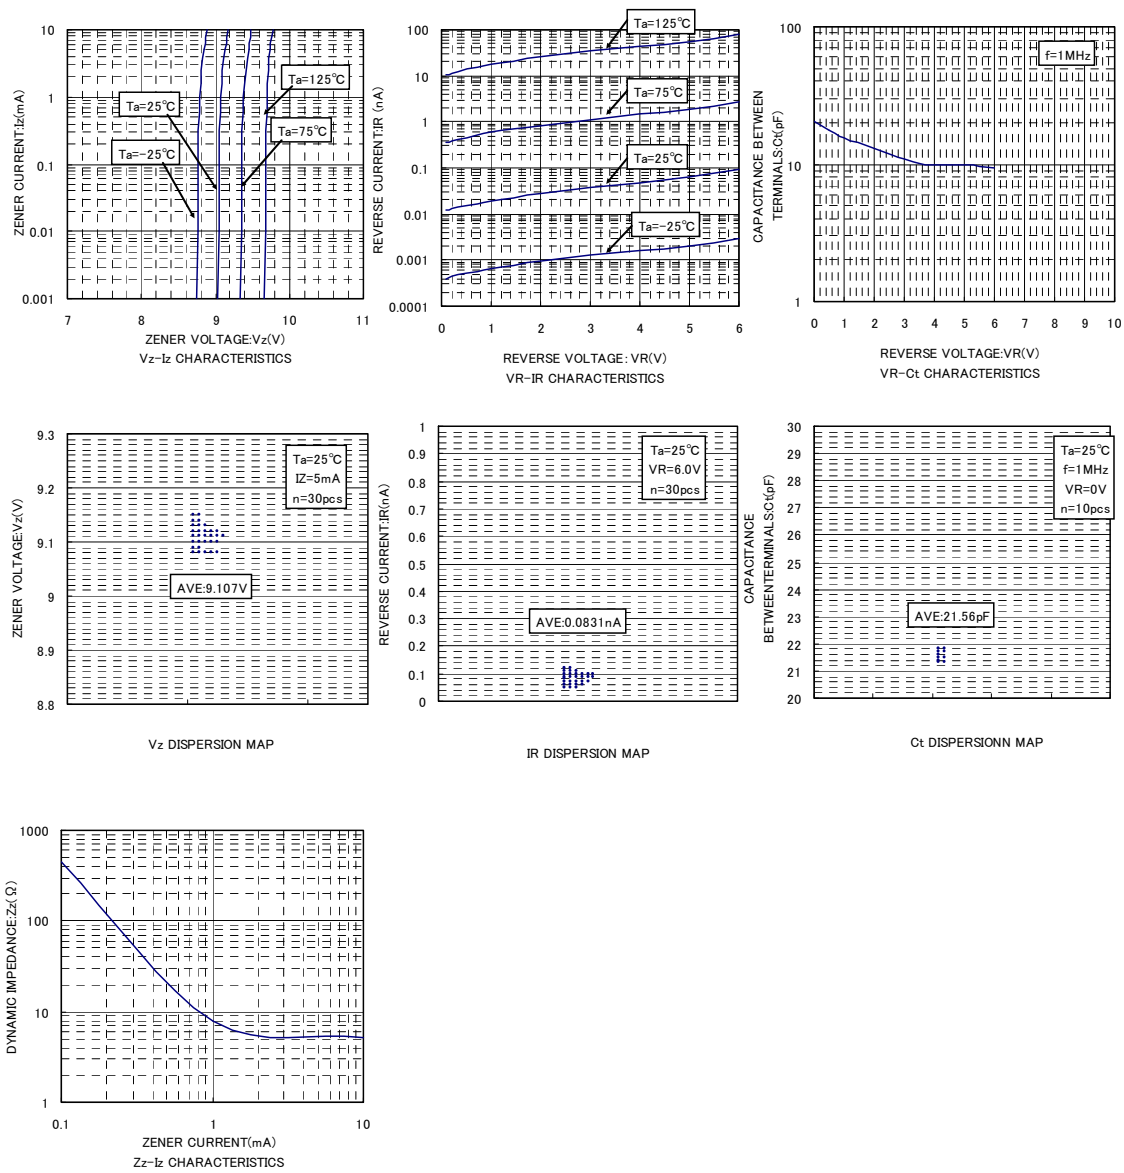 10
1
0.1
0.01
0.001
ZENER CURRENT:Iz(mA)
Ta=125℃
Ta=25℃
Ta=75℃
Ta=-25℃
7 8 9 10 11
ZENER VOLTAGE:Vz(V)
Vz-Iz CHARACTERISTICS
100
10
1
0.1
0.01
0.001
0.0001
REVERSE CURRENT:IR (nA)
Ta=125℃
Ta=75℃
Ta=25℃
Ta=-25℃
0 1 2 3 4 5 6
REVERSE VOLTAGE: VR(V)
VR-IR CHARACTERISTICS
100
10
1
CAPACITANCE BETWEEN
TERMINALS:Ct(pF)
f=1MHz
0 1 2 3 4 5 6 7 8 9 10
REVERSE VOLTAGE:VR(V)
VR-Ct CHARACTERISTICS
9.3
9.2
9.1
9
8.9
8.8
ZENER VOLTAGE:Vz(V)
Ta=25℃
IZ=5mA
n=30pcs
AVE:9.107V
Vz DISPERSION MAP
1
0.9
0.8
0.7
0.6
0.5
0.4
0.3
0.2
0.1
0
REVERSE CURRENT:IR(nA)
Ta=25℃
VR=6.0V
n=30pcs
AVE:0.0831nA
IR DISPERSION MAP
30
29
28
27
26
25
24
23
22
21
20
CAPACITANCE
BETWEENTERMINALS:Ct(pF)
Ta=25℃
f=1MHz
VR=0V
n=10pcs
AVE:21.56pF
Ct DISPERSIONN MAP
1000
100
10
1
DYNAMIC IMPEDANCE:Zz(Ω)
0.1 1 10
ZENER CURRENT(mA)
Zz-Iz CHARACTERISTICS